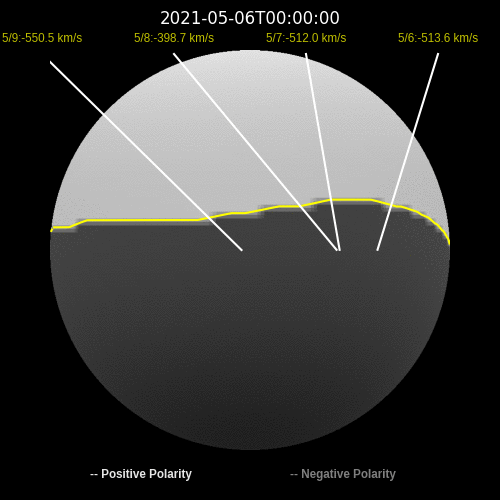 2021-05-06T00:00:00
5/9:-550.5 km/s 5/8:-398.7 km/s 5/7:-512.0 km/s 5/6:-513.6 km/s
-- Positive Polarity -- Negative Polarity